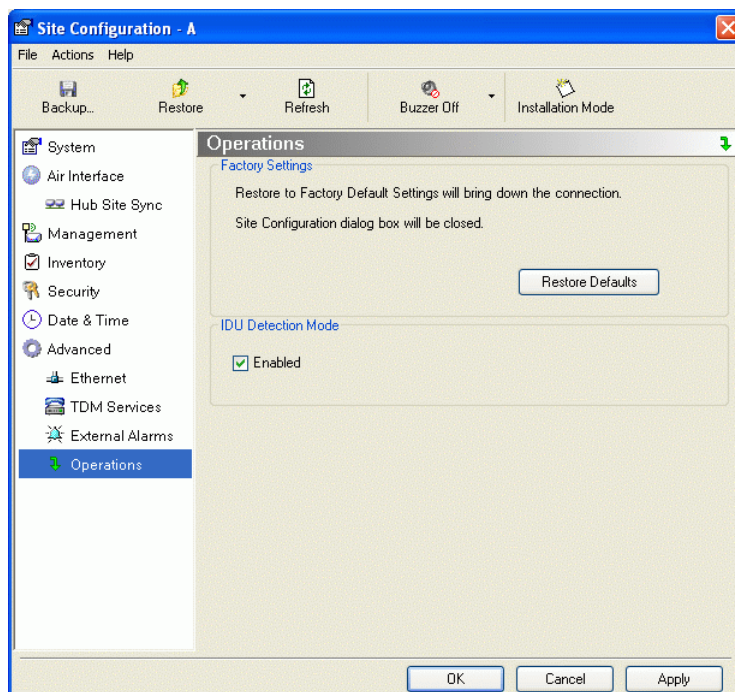 Site Configuration - A
File Actions Help
Backup... Restore Refresh Buzzer Off Installation Mode
System
Air Interface
Hub Site Sync
Management
Inventory
Security
Date & Time
Advanced
Ethernet
TDM Services
External Alarms
Operations
Operations
Factory Settings
Restore to Factory Default Settings will bring down the connection.
Site Configuration dialog box will be closed.
Restore Defaults
IDU Detection Mode
Enabled
OK Cancel Apply